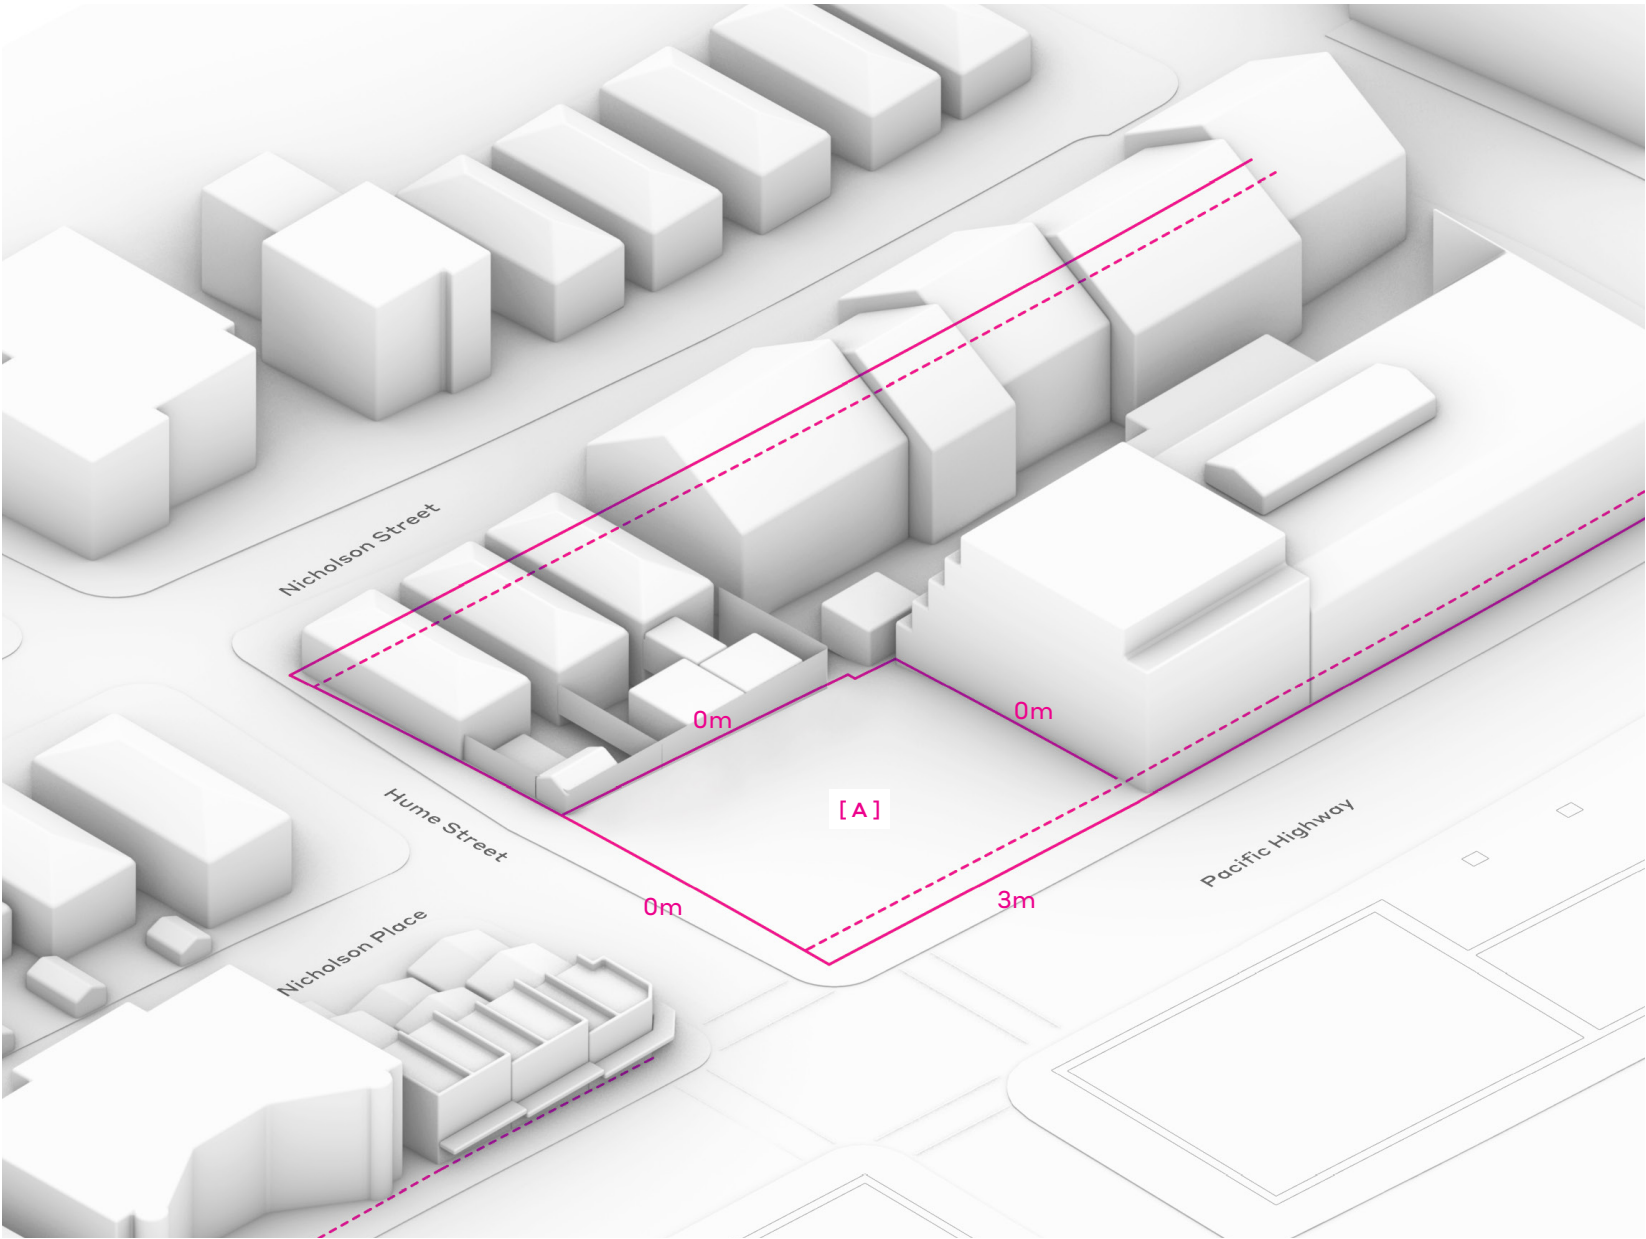 Nicholson Street
0m
0m
[ A ]
Hume Street
Pacific Highway
0m
3m
Nicholson Place